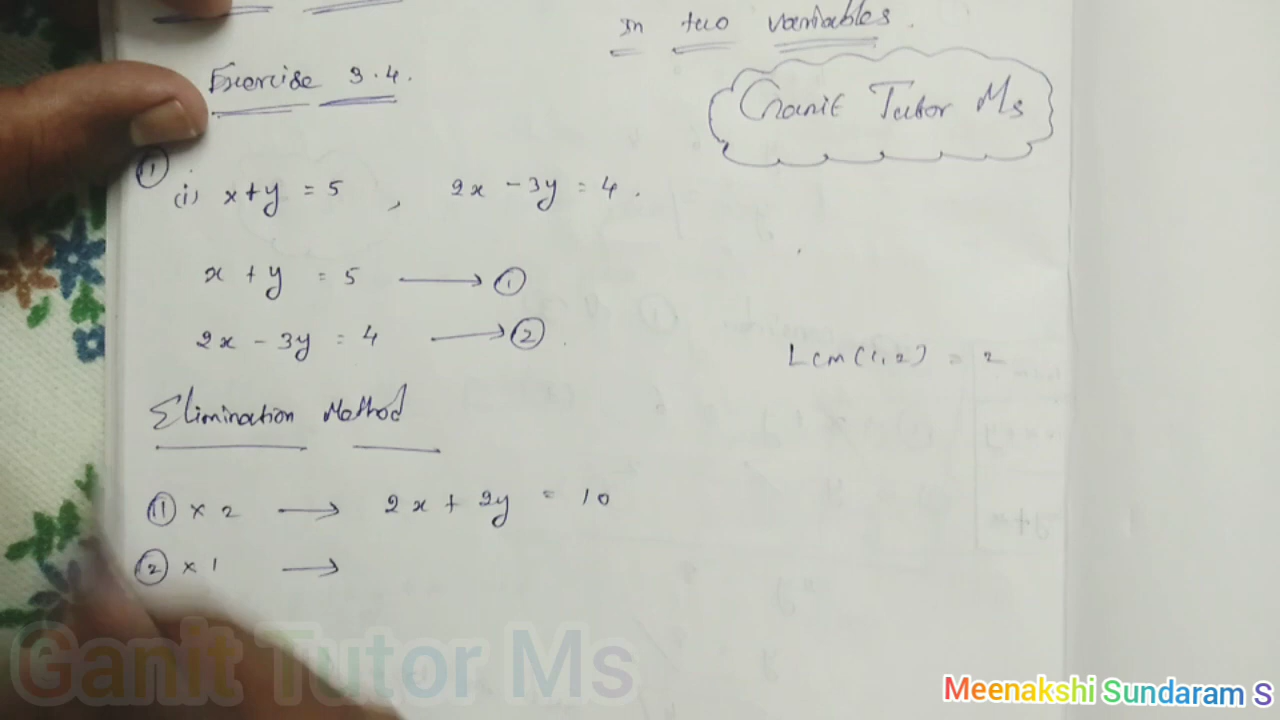 in two variables.
Exercise 3.4.
Ganit Tutor Ms
① (i) x + y = 5 , 2x - 3y = 4.
x + y = 5 ⟶ ①
2x - 3y = 4 ⟶ ②
Lcm(1,2) = 2
Elimination Method
① × 2 ⟶ 2x + 2y = 10
② × 1 ⟶
Ganit Tutor Ms
Meenakshi Sundaram S